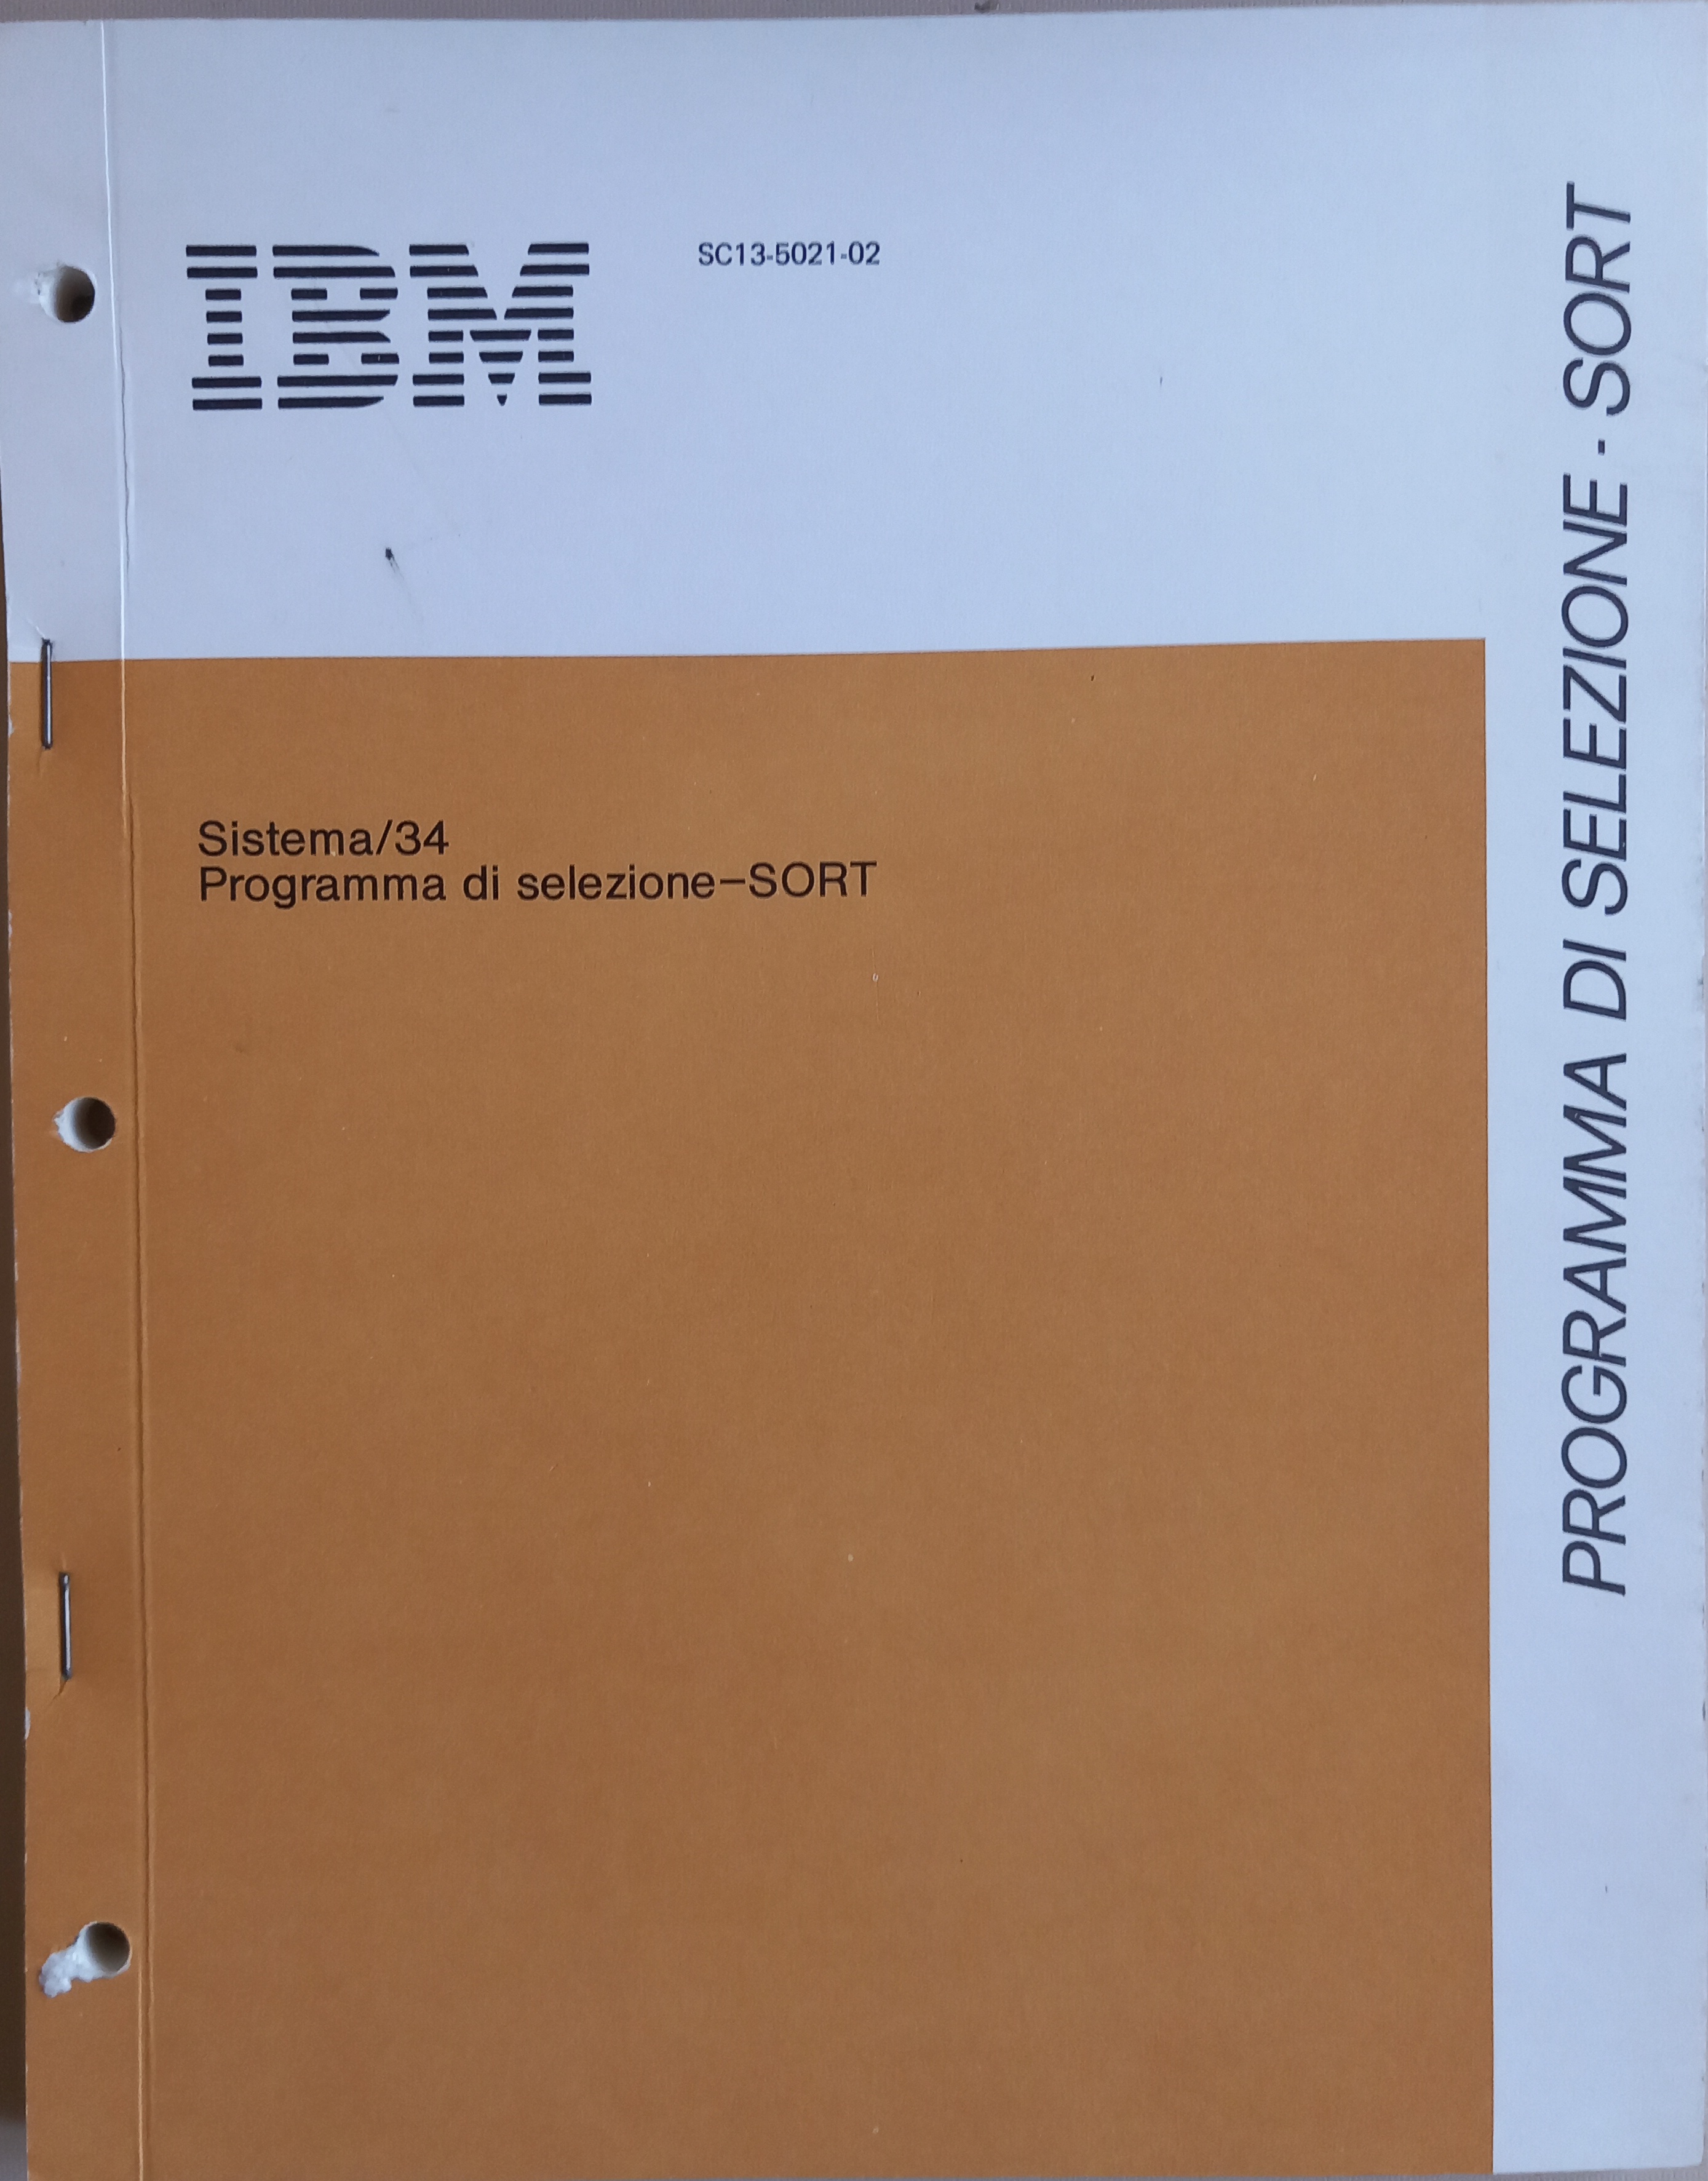 IBM
SC13-5021-02
Sistema/34
Programma di selezione–SORT
PROGRAMMA DI SELEZIONE - SORT